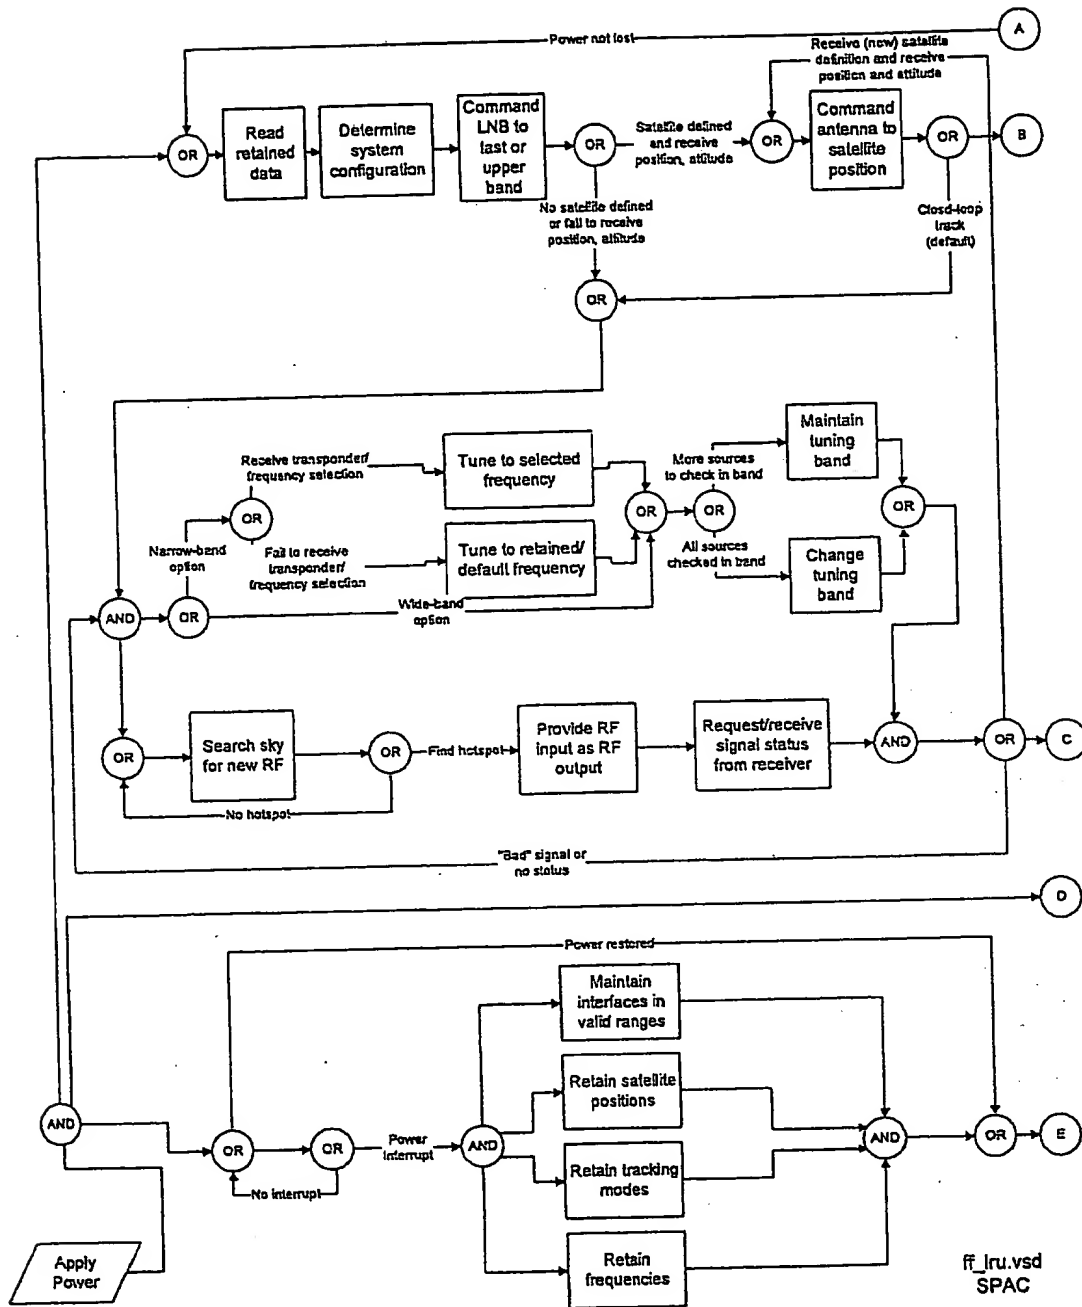 A
Power not lost
Receive (new) satellite
definition and receive
position and attitude
Read
retained
data
Determine
system
configuration
Command
LNB to
last or
upper
band
Command
antenna to
satellite
position
OR
OR
Satellite defined
and receive
position, attitude
OR
OR
B
No satellite defined
or fail to receive
position, attitude
Closd-loop
track
(default)
OR
Receive transponder/
frequency selection
Tune to selected
frequency
More sources
to check in band
Maintain
tuning
band
OR
OR
OR
OR
Narrow-band
option
Fail to receive
transponder/
frequency selection
Tune to retained/
default frequency
All sources
checked in band
Change
tuning
band
AND
OR
Wide-band
option
OR
Search sky
for new RF
OR
Find hotspot
Provide RF
input as RF
output
Request/receive
signal status
from receiver
AND
OR
C
No hotspot
"Bad" signal or
no status
D
Power restored
Maintain
interfaces in
valid ranges
Retain satellite
positions
AND
OR
OR
Power
interrupt
AND
AND
OR
E
No interrupt
Retain tracking
modes
Retain
frequencies
Apply
Power
ff_lru.vsd
SPAC